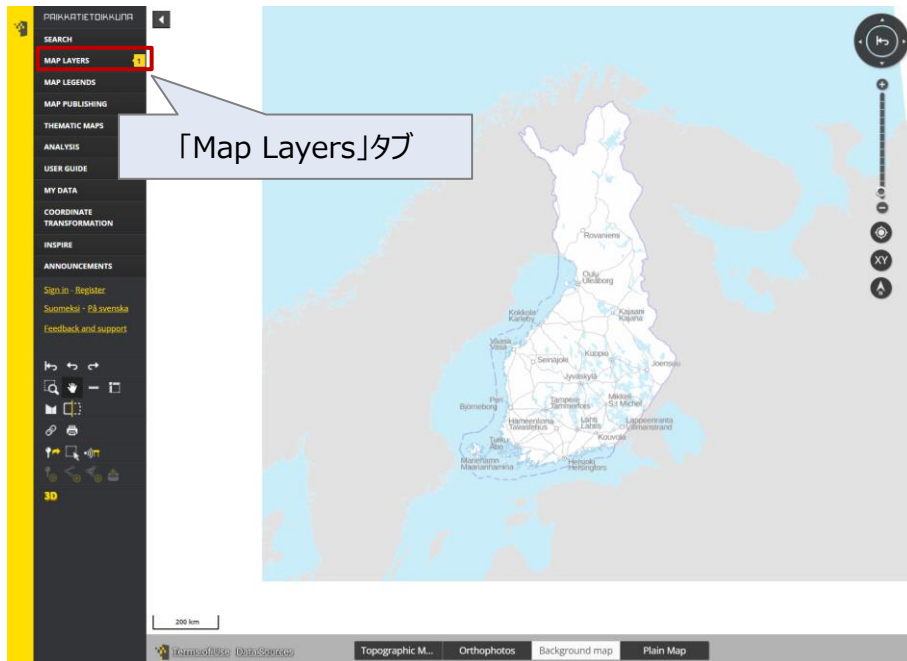 PAIKKATIETOIKKUNA
SEARCH
MAP LAYERS
1
MAP LEGENDS
MAP PUBLISHING
THEMATIC MAPS
ANALYSIS
USER GUIDE
MY DATA
COORDINATE
TRANSFORMATION
INSPIRE
ANNOUNCEMENTS
Sign in - Register
Suomeksi - På svenska
Feedback and support
3D
「Map Layers」タブ
XY
Rovaniemi
Oulu
Uleåborg
Kokkola
Karleby
Kajaani
Kajana
Vaasa
Vasa
Seinäjoki
Kuopio
Joensuu
Jyväskylä
Pori
Björneborg
Tampere
Tammerfors
Mikkeli
S:t Michel
Hämeenlinna
Tavastehus
Lahti
Lahtis
Lappeenranta
Villmanstrand
Kouvola
Turku
Åbo
Mariehamn
Maarianhamina
Helsinki
Helsingfors
200 km
Terms of Use Data Sources
Topographic M...
Orthophotos
Background map
Plain Map